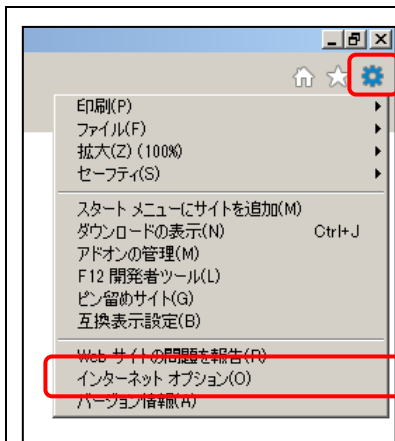 印刷(P)
ファイル(F)
拡大(Z) (100%)
セーフティ(S)
スタート メニューにサイトを追加(M)
ダウンロードの表示(N) Ctrl+J
アドオンの管理(M)
F12 開発者ツール(L)
ピン留めサイト(G)
互換表示設定(B)
Web サイトの問題を報告(R)
インターネット オプション(O)
バージョン情報(A)